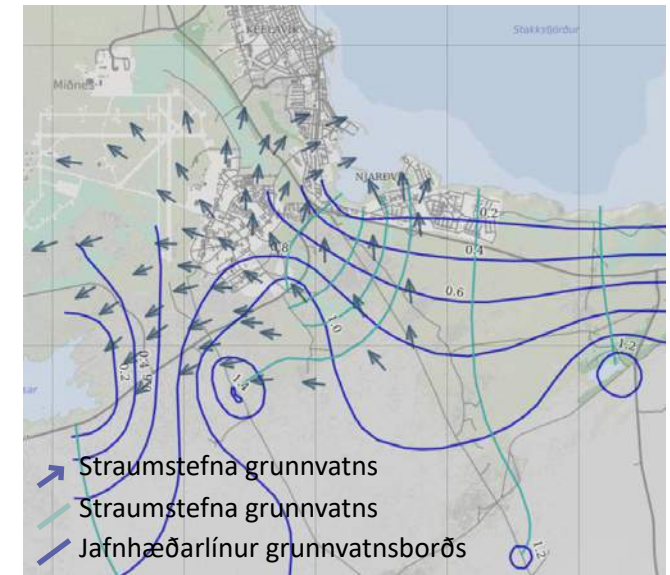 KEFLAVÍK
Stakksfjörður
Miðnes
NJARÐVÍK
0.2
0.8
0.4
0.6
1.0
1.2
0.4
0.2
1.4
Straumstefna grunnvatns
Straumstefna grunnvatns
Jafnhæðarlínur grunnvatnsborðs
1.2